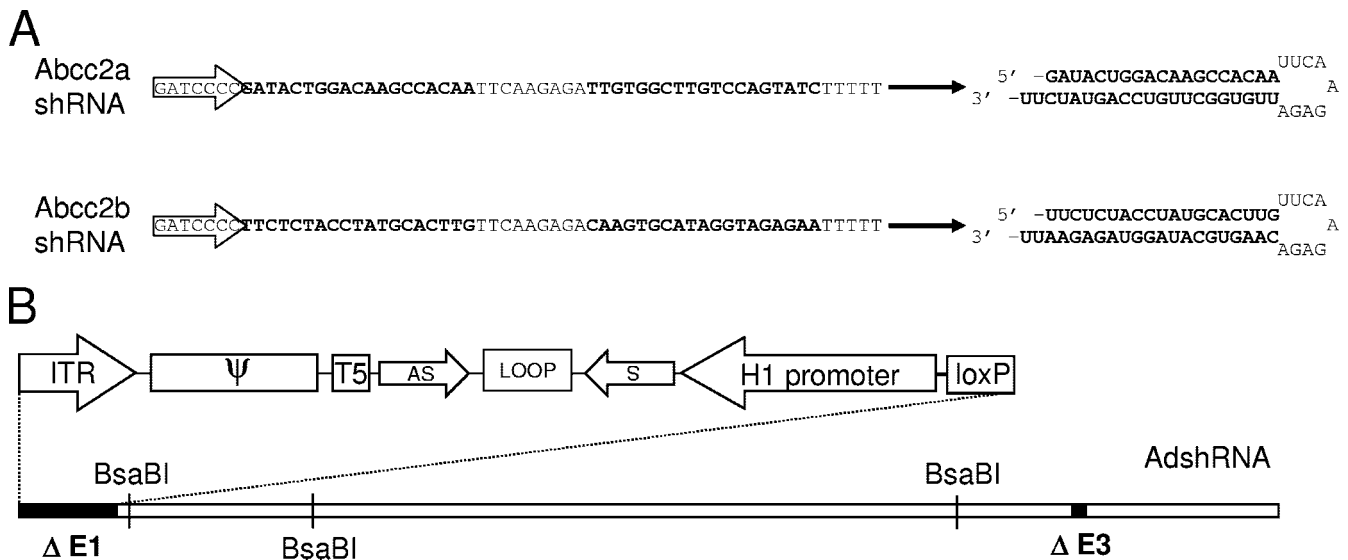 A
Abcc2a
shRNA
GATCCCCGATACTGGACAAGCCACAATTCAAGAGATTGTGGCTTGTCCAGTATCTTTTT
5' -GAUACUGGACAAGCCACAA
3' -UUCUAUGACCUGUUCGGUGUU
UUCA
A
AGAG
Abcc2b
shRNA
GATCCCCTTCTCTACCTATGCACTTGTTCAAGAGACAAGTGCATAGGTAGAGAATTTTT
5' -UUCUCUACCUAUGCACUUG
3' -UUAAGAGAUGGAUACGUGAAC
UUCA
A
AGAG
B
ITR
Ψ
T5
AS
LOOP
S
H1 promoter
loxP
BsaBI
BsaBI
AdshRNA
Δ E1
BsaBI
Δ E3